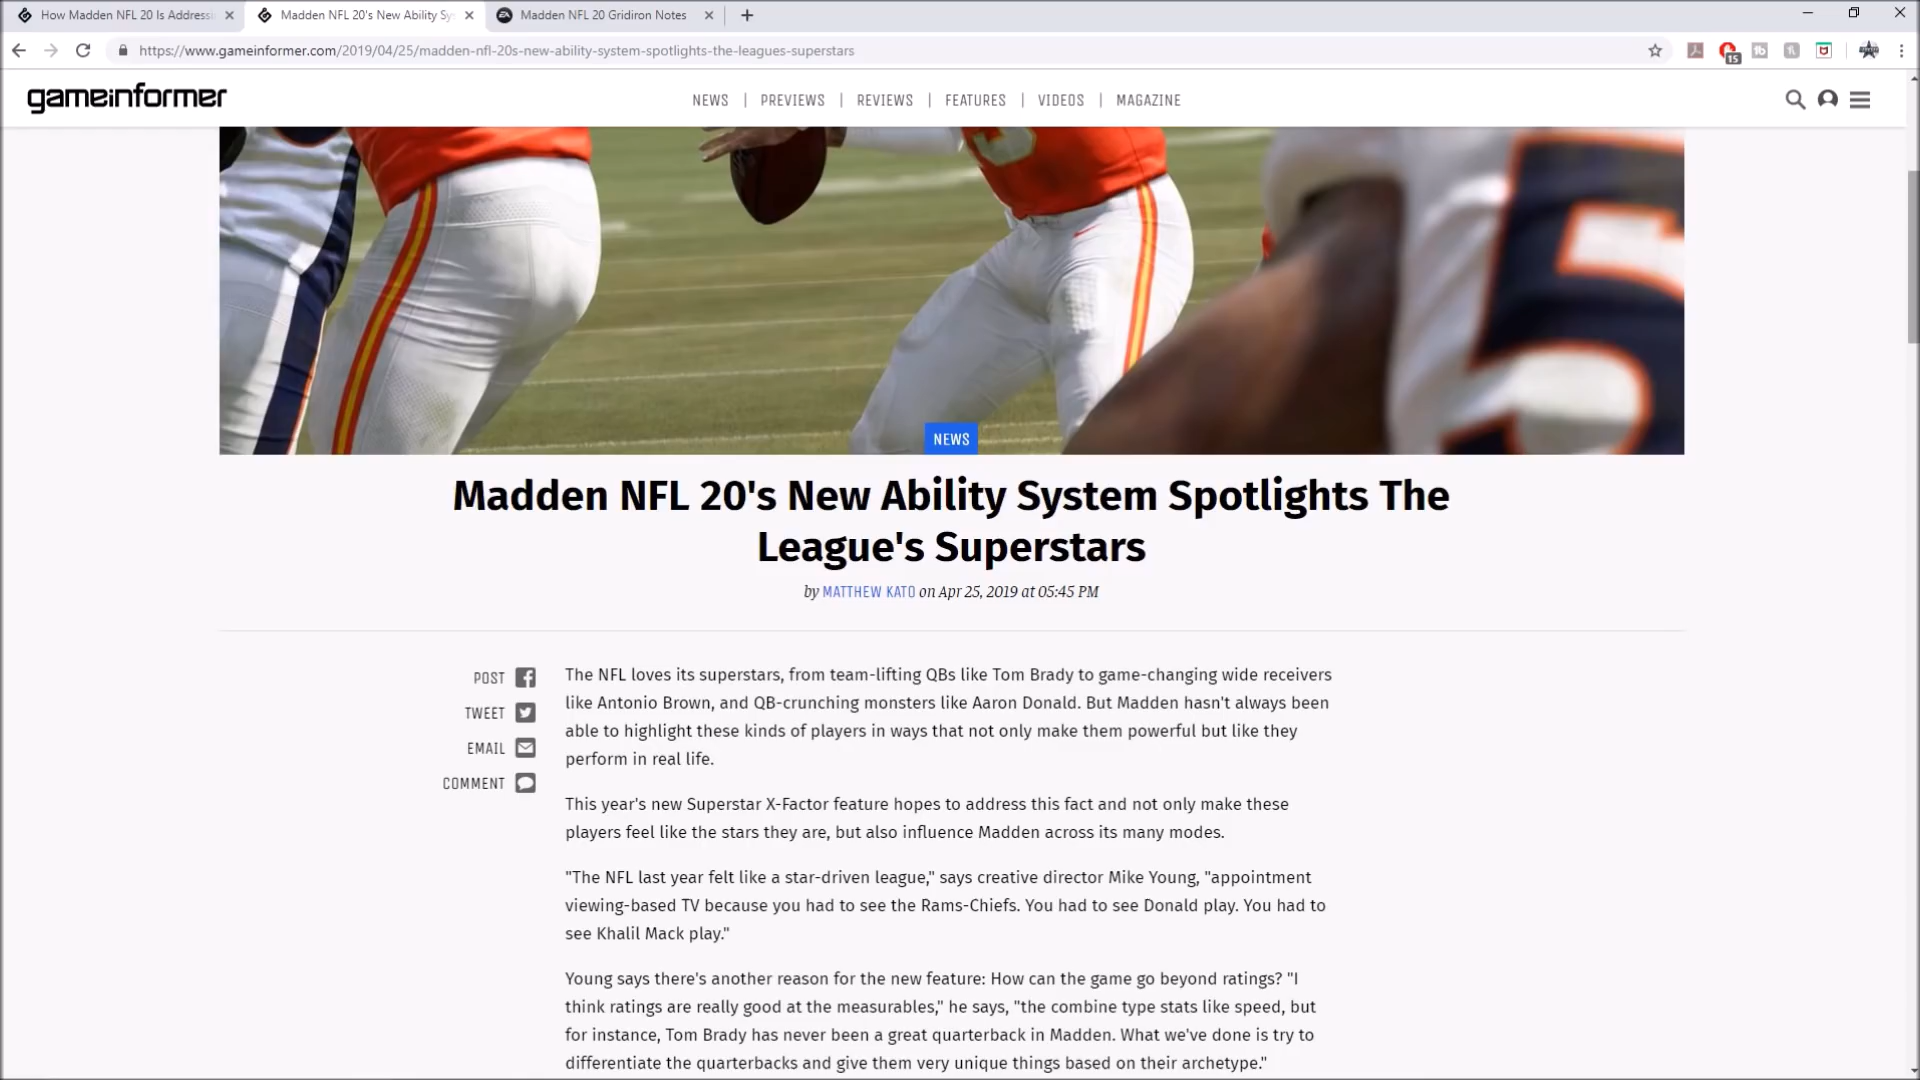 How Madden NFL 20 Is Addressi
Madden NFL 20's New Ability Sy
Madden NFL 20 Gridiron Notes
https://www.gameinformer.com/2019/04/25/madden-nfl-20s-new-ability-system-spotlights-the-leagues-superstars
15
gameinformer
NEWS | PREVIEWS | REVIEWS | FEATURES | VIDEOS | MAGAZINE
5
NEWS
Madden NFL 20's New Ability System Spotlights The
League's Superstars
by MATTHEW KATO on Apr 25, 2019 at 05:45 PM
POST
TWEET
EMAIL
COMMENT
The NFL loves its superstars, from team-lifting QBs like Tom Brady to game-changing wide receivers
like Antonio Brown, and QB-crunching monsters like Aaron Donald. But Madden hasn't always been
able to highlight these kinds of players in ways that not only make them powerful but like they
perform in real life.
This year's new Superstar X-Factor feature hopes to address this fact and not only make these
players feel like the stars they are, but also influence Madden across its many modes.
"The NFL last year felt like a star-driven league," says creative director Mike Young, "appointment
viewing-based TV because you had to see the Rams-Chiefs. You had to see Donald play. You had to
see Khalil Mack play."
Young says there's another reason for the new feature: How can the game go beyond ratings? "I
think ratings are really good at the measurables," he says, "the combine type stats like speed, but
for instance, Tom Brady has never been a great quarterback in Madden. What we've done is try to
differentiate the quarterbacks and give them very unique things based on their archetype."